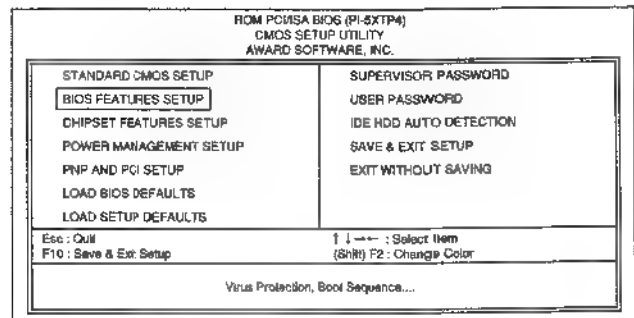 ROM PCI/ISA BIOS (PI-5XTP4)
CMOS SETUP UTILITY
AWARD SOFTWARE, INC.
STANDARD CMOS SETUP
BIOS FEATURES SETUP
CHIPSET FEATURES SETUP
POWER MANAGEMENT SETUP
PNP AND PCI SETUP
LOAD BIOS DEFAULTS
LOAD SETUP DEFAULTS
SUPERVISOR PASSWORD
USER PASSWORD
IDE HDD AUTO DETECTION
SAVE & EXIT SETUP
EXIT WITHOUT SAVING
Esc : Quit
F10 : Save & Exit Setup
↑ ↓ → ← : Select Item
(Shift) F2 : Change Color
Virus Protection, Boot Sequence....